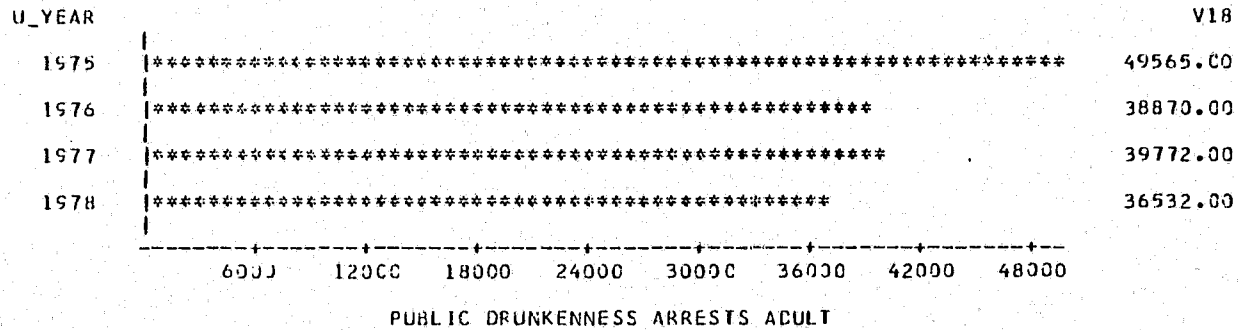 U_YEAR V18
1975 |**************************************************************** 49565.00
1976 |************************************************** 38870.00
1977 |*************************************************** 39772.00
1978 |*********************************************** 36532.00
6000 12000 18000 24000 30000 36000 42000 48000
PUBLIC DRUNKENNESS ARRESTS ADULT